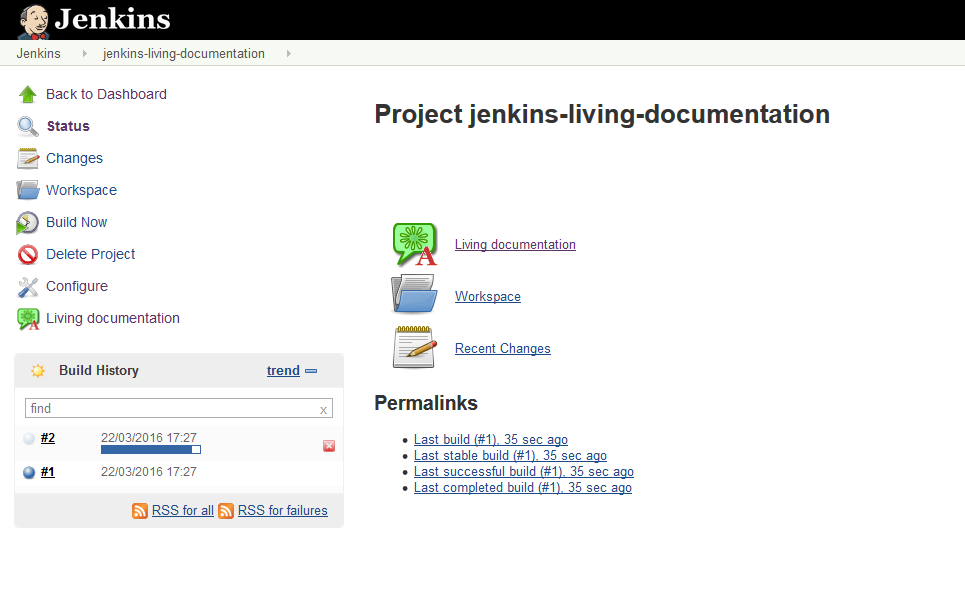 Jenkins
Jenkins jenkins-living-documentation
Back to Dashboard
Status
Changes
Workspace
Build Now
Delete Project
Configure
Living documentation
Build History trend
find x
#2 22/03/2016 17:27
#1 22/03/2016 17:27
RSS for all RSS for failures
Project jenkins-living-documentation
Living documentation
Workspace
Recent Changes
Permalinks
Last build (#1), 35 sec ago
Last stable build (#1), 35 sec ago
Last successful build (#1), 35 sec ago
Last completed build (#1), 35 sec ago